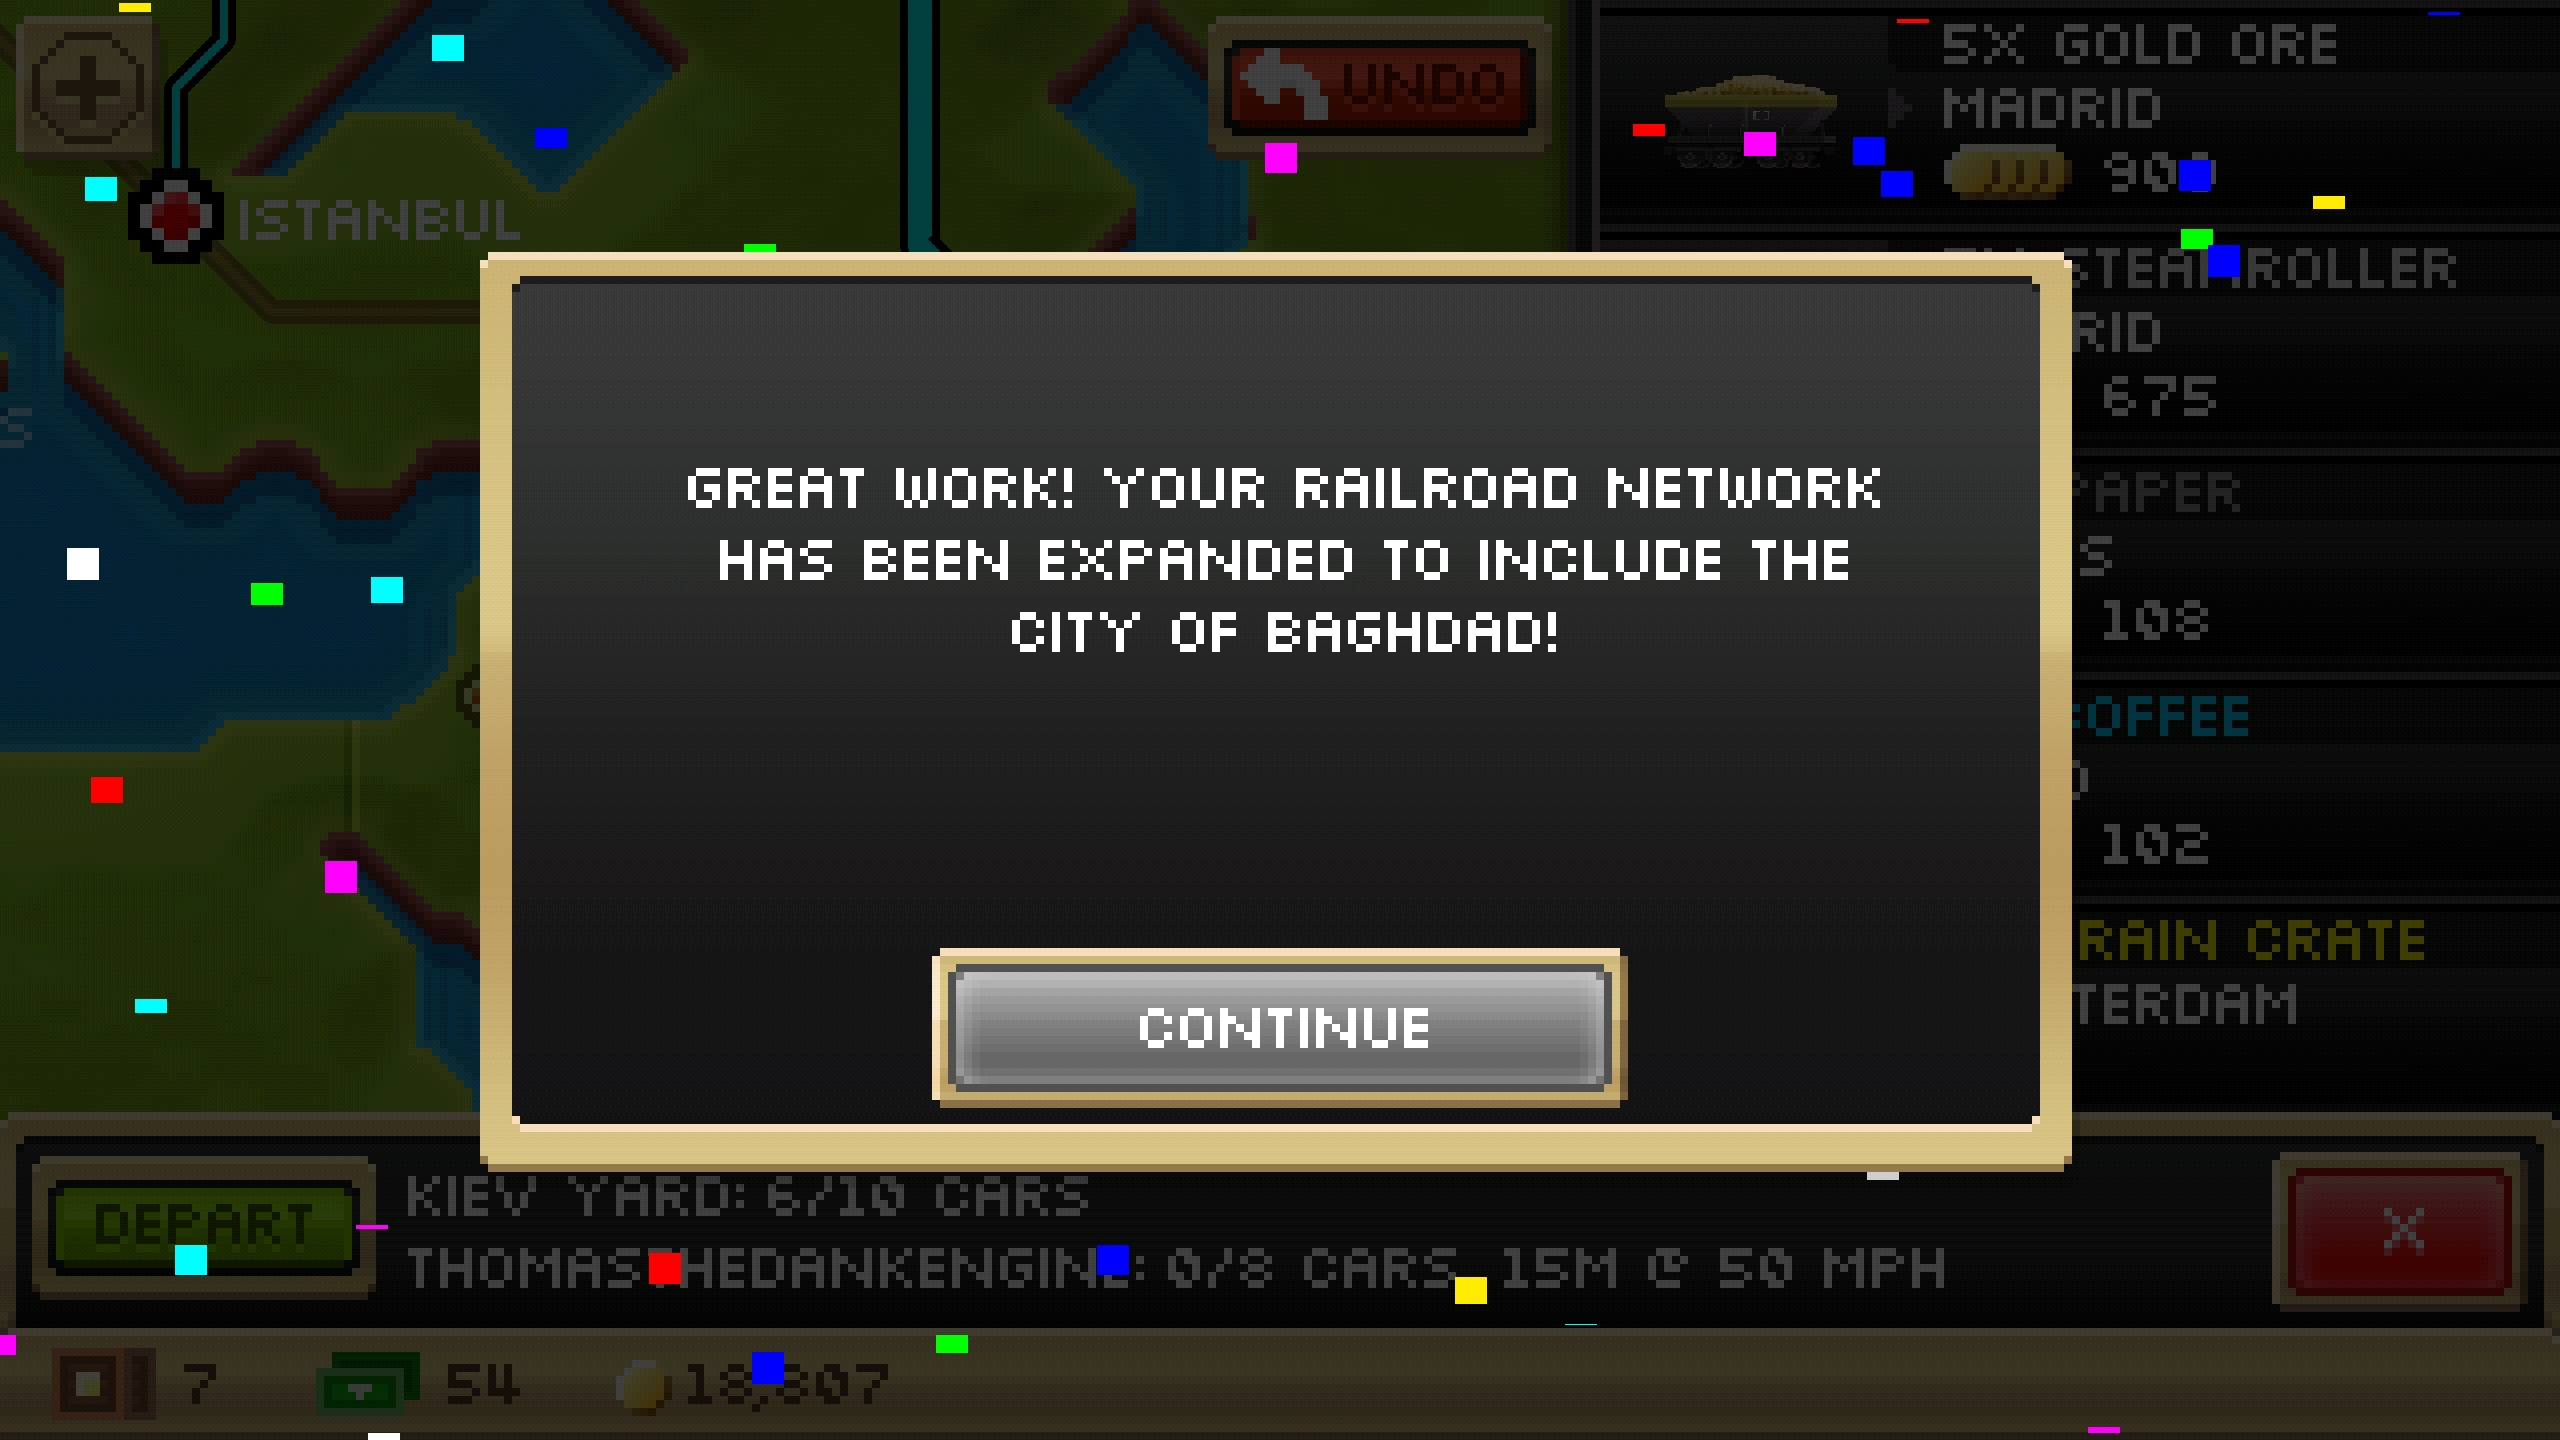 UNDO
ISTANBUL
5X GOLD ORE
MADRID
STEAMROLLER
675
108
102
GREAT WORK! YOUR RAILROAD NETWORK
HAS BEEN EXPANDED TO INCLUDE THE
CITY OF BAGHDAD!
CONTINUE
DEPART
KIEV YARD: 6/10 CARS
THOMASTHEDANKENGINE: 0/8 CARS, 15M @ 50 MPH
X
7
54